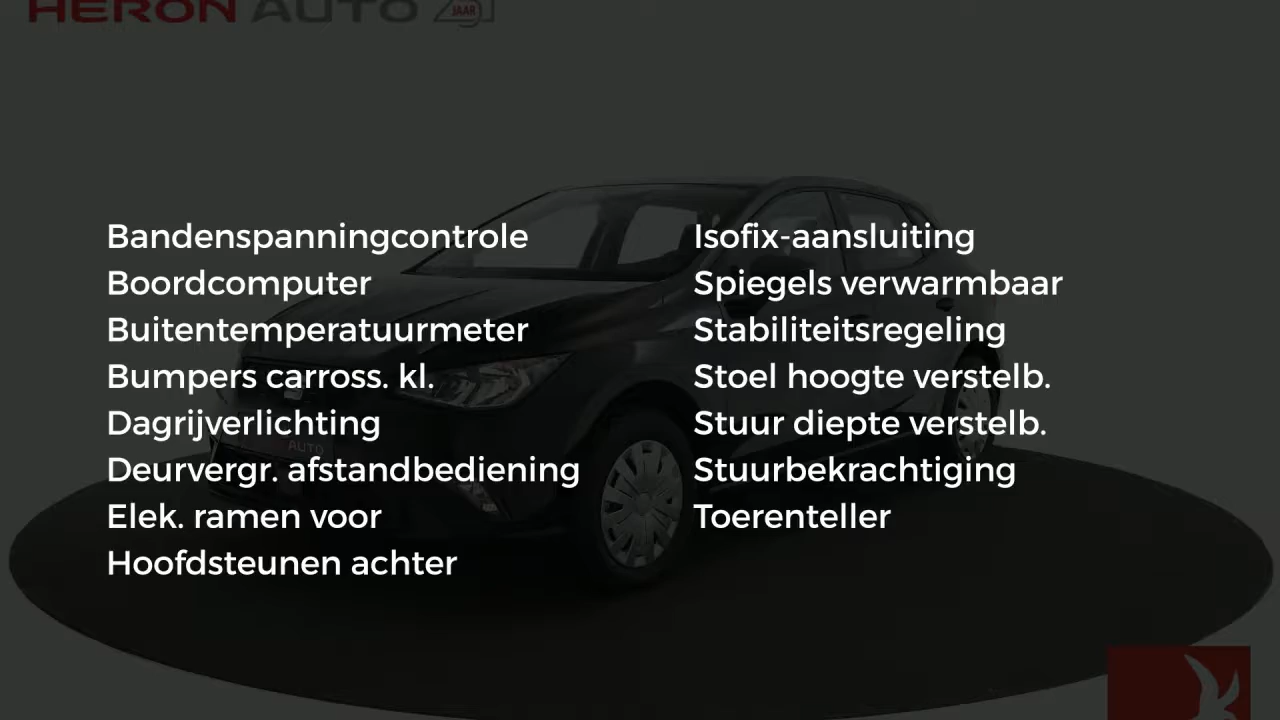 HERON AUTO
JAAR
Bandenspanningcontrole
Boordcomputer
Buitentemperatuurmeter
Bumpers carross. kl.
Dagrijverlichting
Deurvergr. afstandbediening
Elek. ramen voor
Hoofdsteunen achter
Isofix-aansluiting
Spiegels verwarmbaar
Stabiliteitsregeling
Stoel hoogte verstelb.
Stuur diepte verstelb.
Stuurbekrachtiging
Toerenteller
AUTO